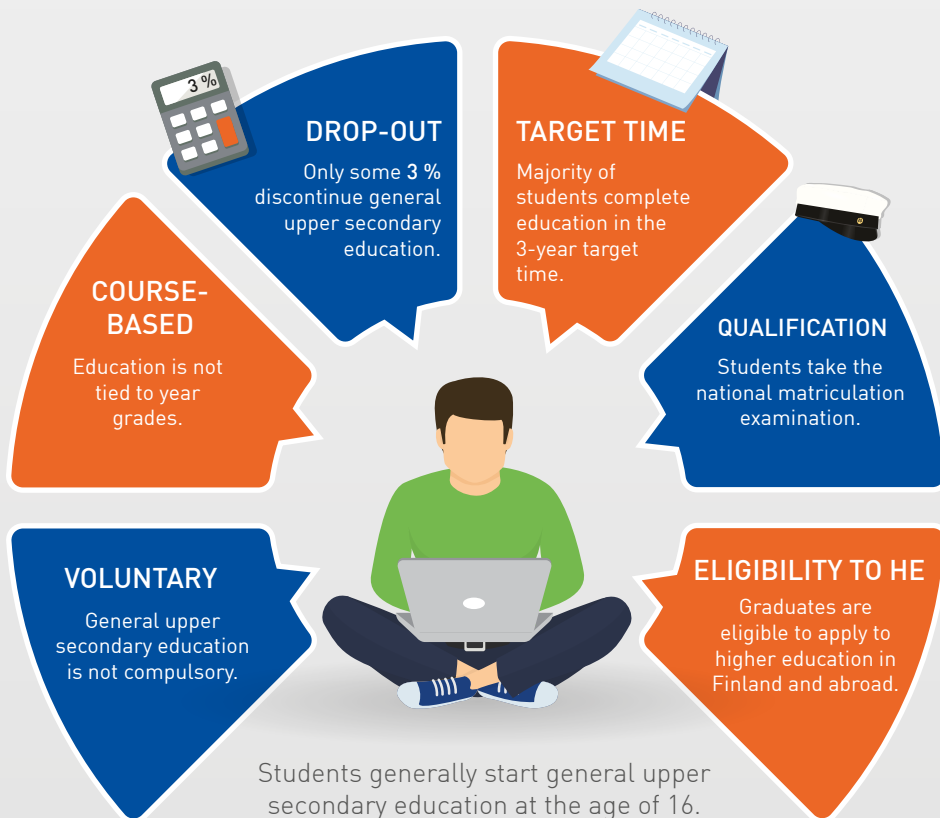 3 %
DROP-OUT
Only some 3 %
discontinue general
upper secondary
education.
TARGET TIME
Majority of
students complete
education in the
3-year target
time.
COURSE-
BASED
Education is not
tied to year
grades.
QUALIFICATION
Students take the
national matriculation
examination.
VOLUNTARY
General upper
secondary education
is not compulsory.
ELIGIBILITY TO HE
Graduates are
eligible to apply to
higher education in
Finland and abroad.
Students generally start general upper
secondary education at the age of 16.